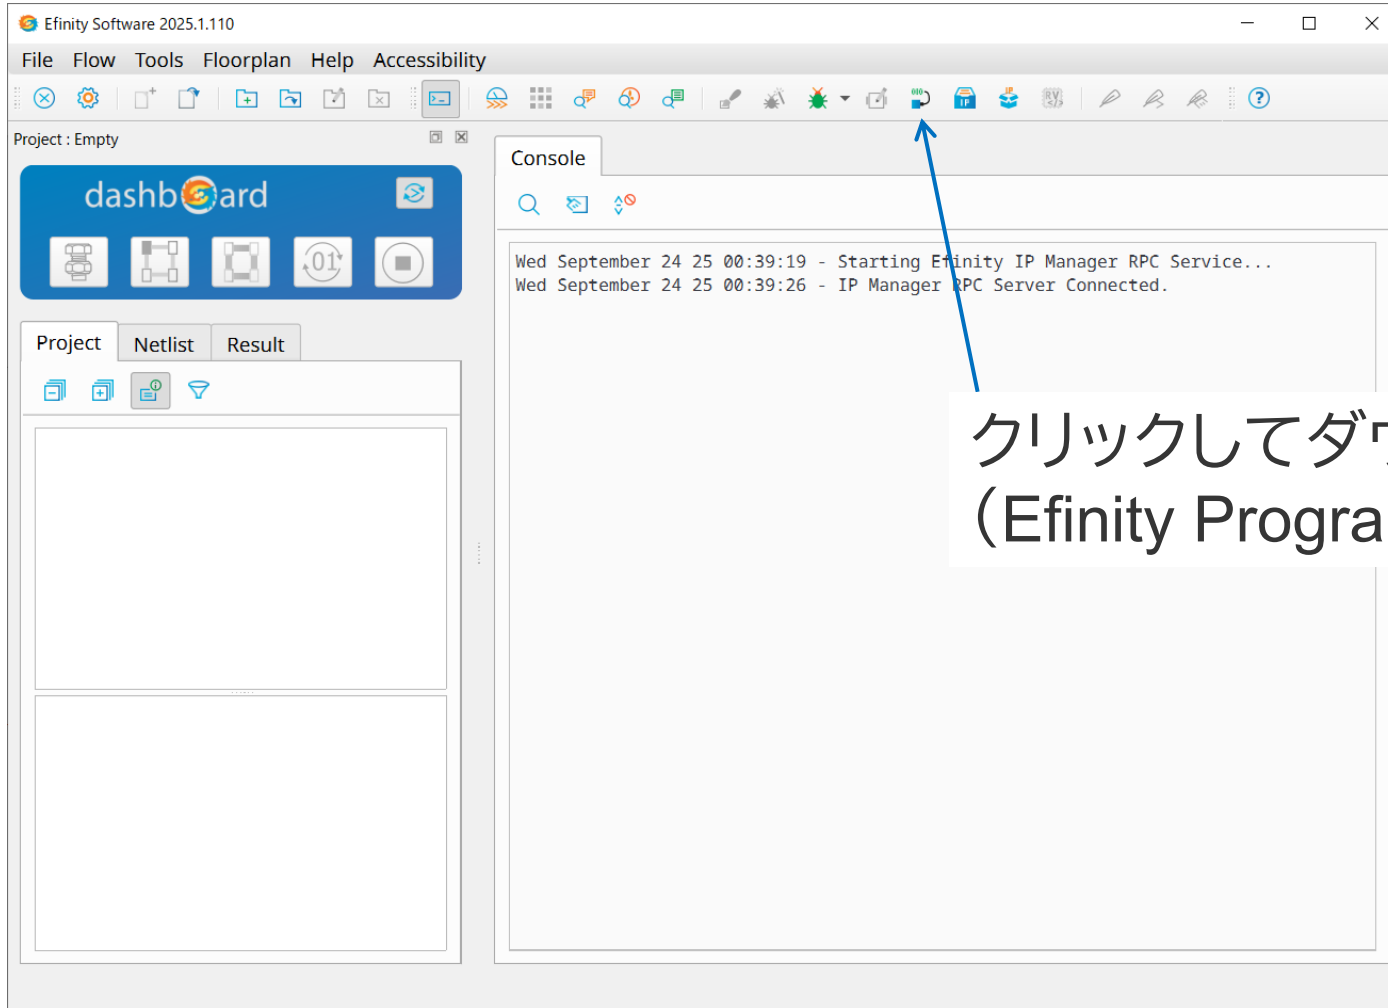 Efinity Software 2025.1.110
File Flow Tools Floorplan Help Accessibility
Project : Empty
dashboard
01
Project Netlist Result
Console
Wed September 24 25 00:39:19 - Starting Efinity IP Manager RPC Service...
Wed September 24 25 00:39:26 - IP Manager RPC Server Connected.
クリックしてダウ
（Efinity Progra